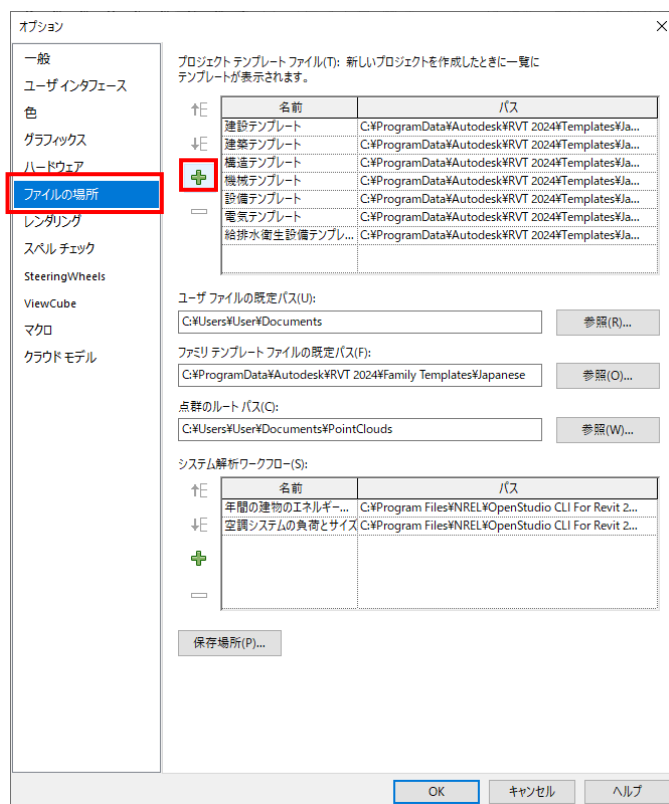 オプション
一般
ユーザ インタフェース
色
グラフィックス
ハードウェア
ファイルの場所
レンダリング
スペル チェック
SteeringWheels
ViewCube
マクロ
クラウド モデル
プロジェクト テンプレート ファイル(T): 新しいプロジェクトを作成したときに一覧に
テンプレートが表示されます。
名前 パス
建設テンプレート C:¥ProgramData¥Autodesk¥RVT 2024¥Templates¥Ja...
建築テンプレート C:¥ProgramData¥Autodesk¥RVT 2024¥Templates¥Ja...
構造テンプレート C:¥ProgramData¥Autodesk¥RVT 2024¥Templates¥Ja...
機械テンプレート C:¥ProgramData¥Autodesk¥RVT 2024¥Templates¥Ja...
設備テンプレート C:¥ProgramData¥Autodesk¥RVT 2024¥Templates¥Ja...
電気テンプレート C:¥ProgramData¥Autodesk¥RVT 2024¥Templates¥Ja...
給排水衛生設備テンプレ... C:¥ProgramData¥Autodesk¥RVT 2024¥Templates¥Ja...
ユーザ ファイルの既定パス(U):
C:¥Users¥User¥Documents 参照(R)...
ファミリ テンプレート ファイルの既定パス(F):
C:¥ProgramData¥Autodesk¥RVT 2024¥Family Templates¥Japanese 参照(O)...
点群のルート パス(C):
C:¥Users¥User¥Documents¥PointClouds 参照(W)...
システム解析ワークフロー(S):
名前 パス
年間の建物のエネルギー... C:¥Program Files¥NREL¥OpenStudio CLI For Revit 2...
空調システムの負荷とサイズ C:¥Program Files¥NREL¥OpenStudio CLI For Revit 2...
保存場所(P)...
OK キャンセル ヘルプ